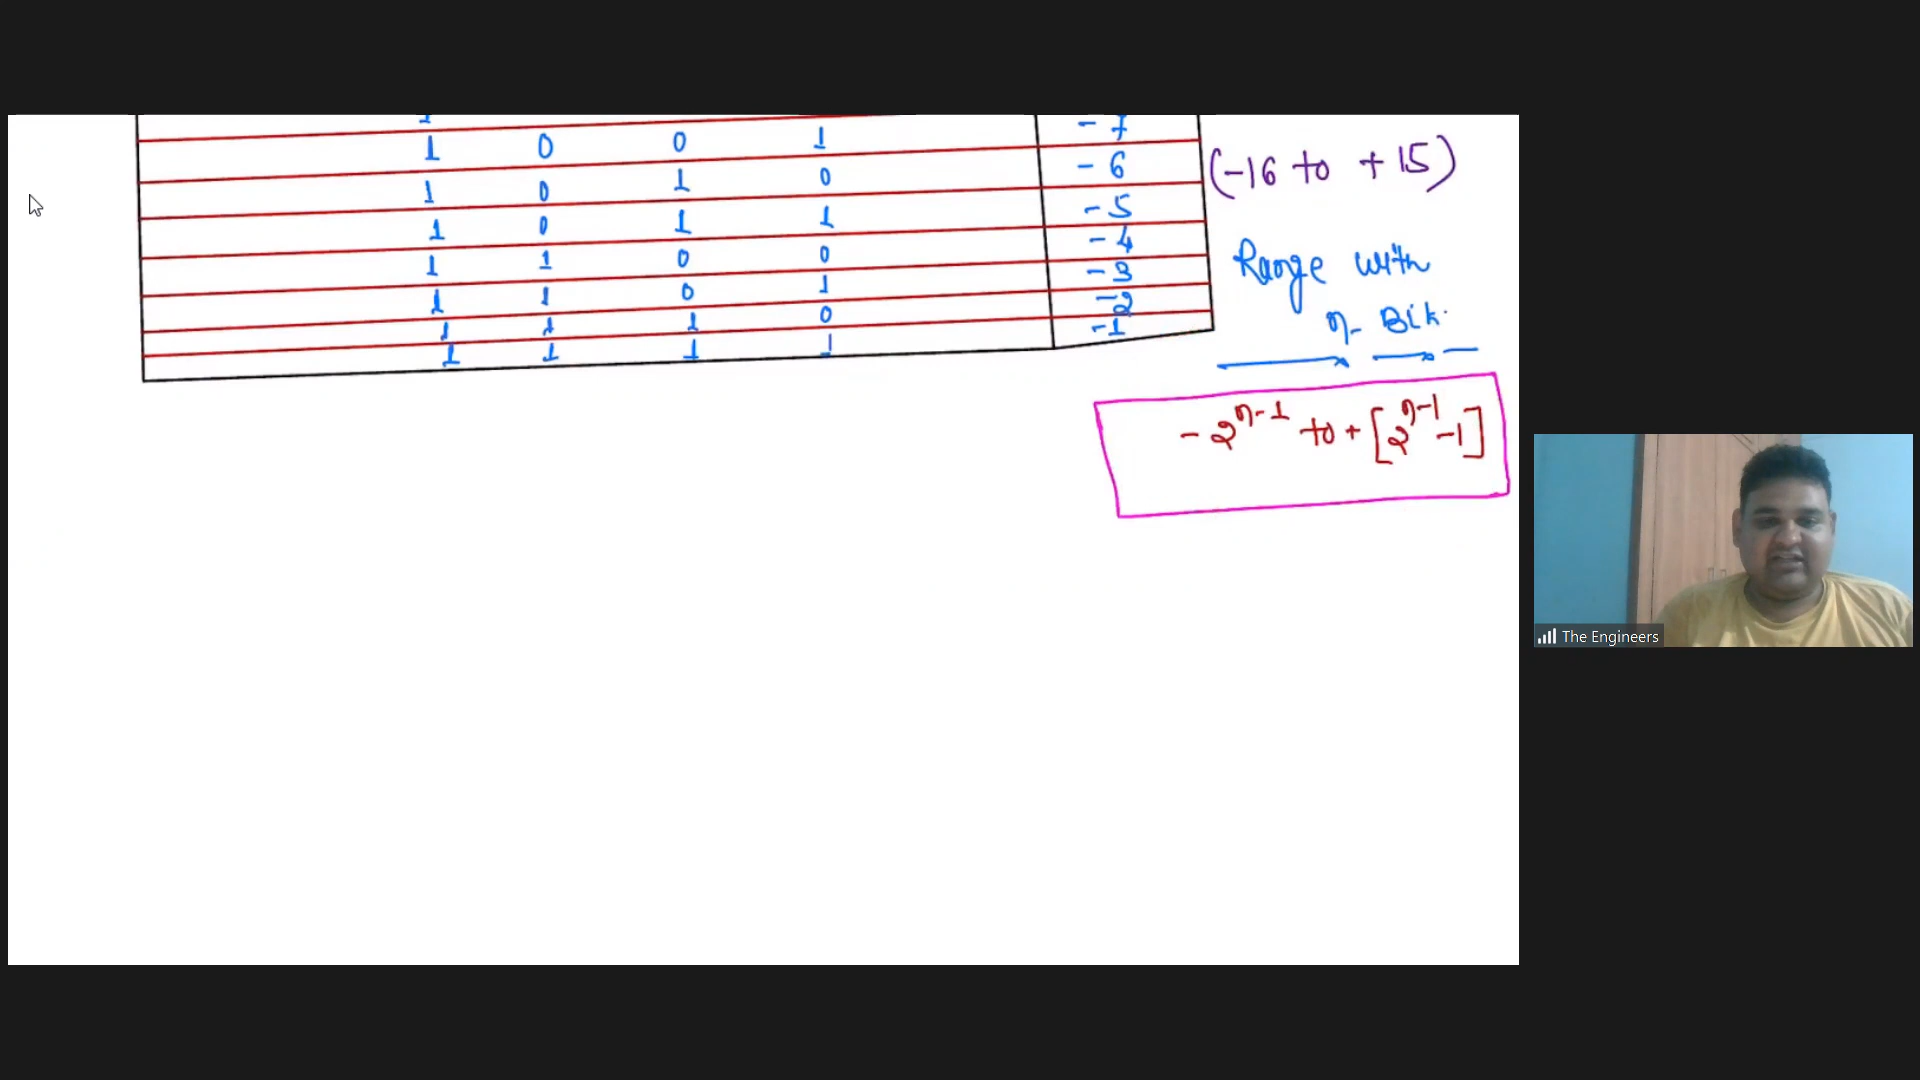 1
- 7
1 0 0 1
- 6
1 0 1 0
- 5
1 0 1 1
- 4
1 1 0 0
- 3
1 1 0 1
- 2
1 1 1 0
- 1
1 1 1 1
(-16 to +15)
Range with
n- Bit.
- 2^{n-1} to + [2^{n-1} -1]
The Engineers